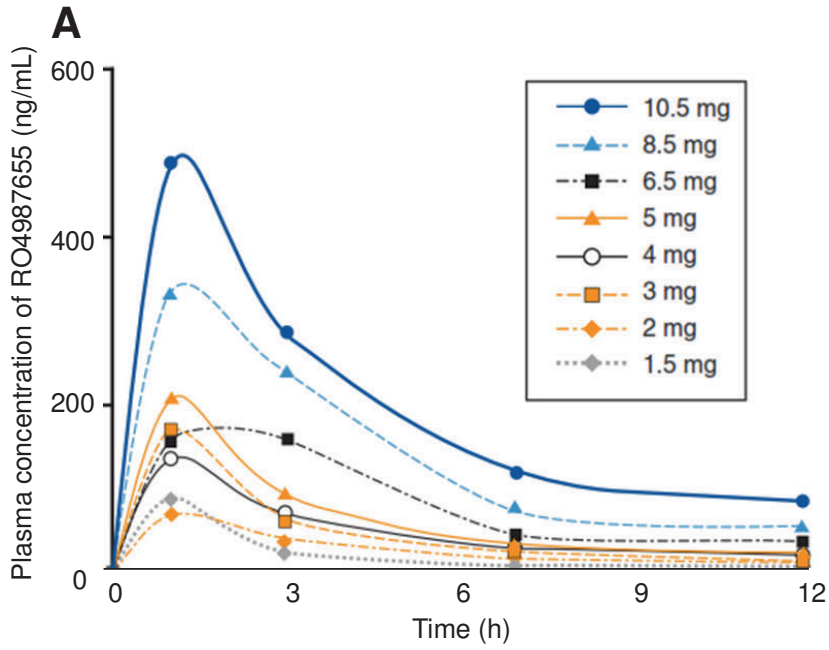 A
Plasma concentration of RO4987655 (ng/mL)
600
400
200
0
10.5 mg
8.5 mg
6.5 mg
5 mg
4 mg
3 mg
2 mg
1.5 mg
0 3 6 9 12
Time (h)